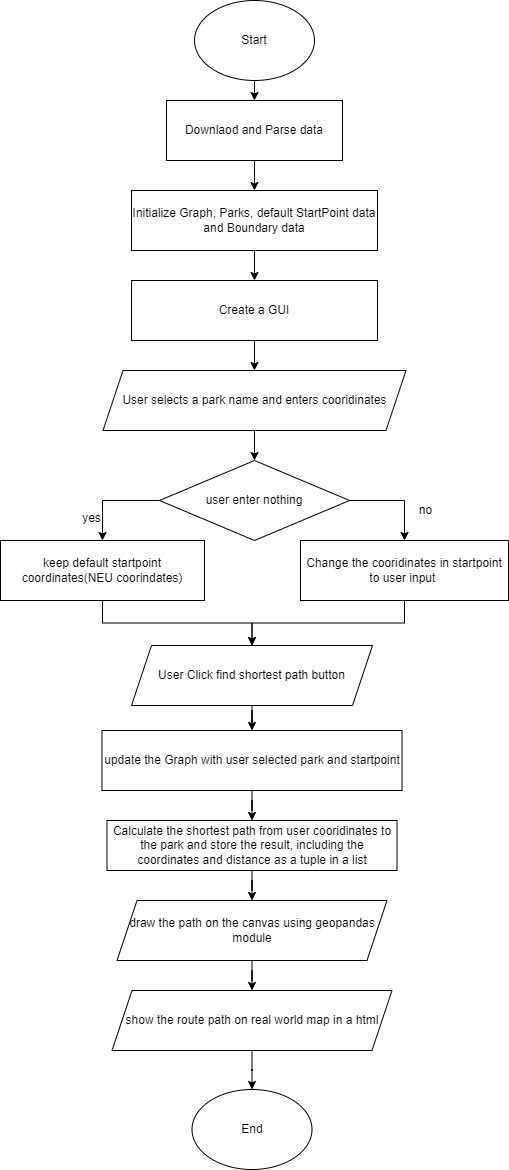 Start
Downlaod and Parse data
Initialize Graph, Parks, default StartPoint data
and Boundary data
Create a GUI
User selects a park name and enters cooridinates
user enter nothing
yes
no
keep default startpoint
coordinates(NEU coorindates)
Change the cooridinates in startpoint
to user input
User Click find shortest path button
update the Graph with user selected park and startpoint
Calculate the shortest path from user cooridinates to
the park and store the result, including the
coordinates and distance as a tuple in a list
draw the path on the canvas using geopandas
module
show the route path on real world map in a html
End